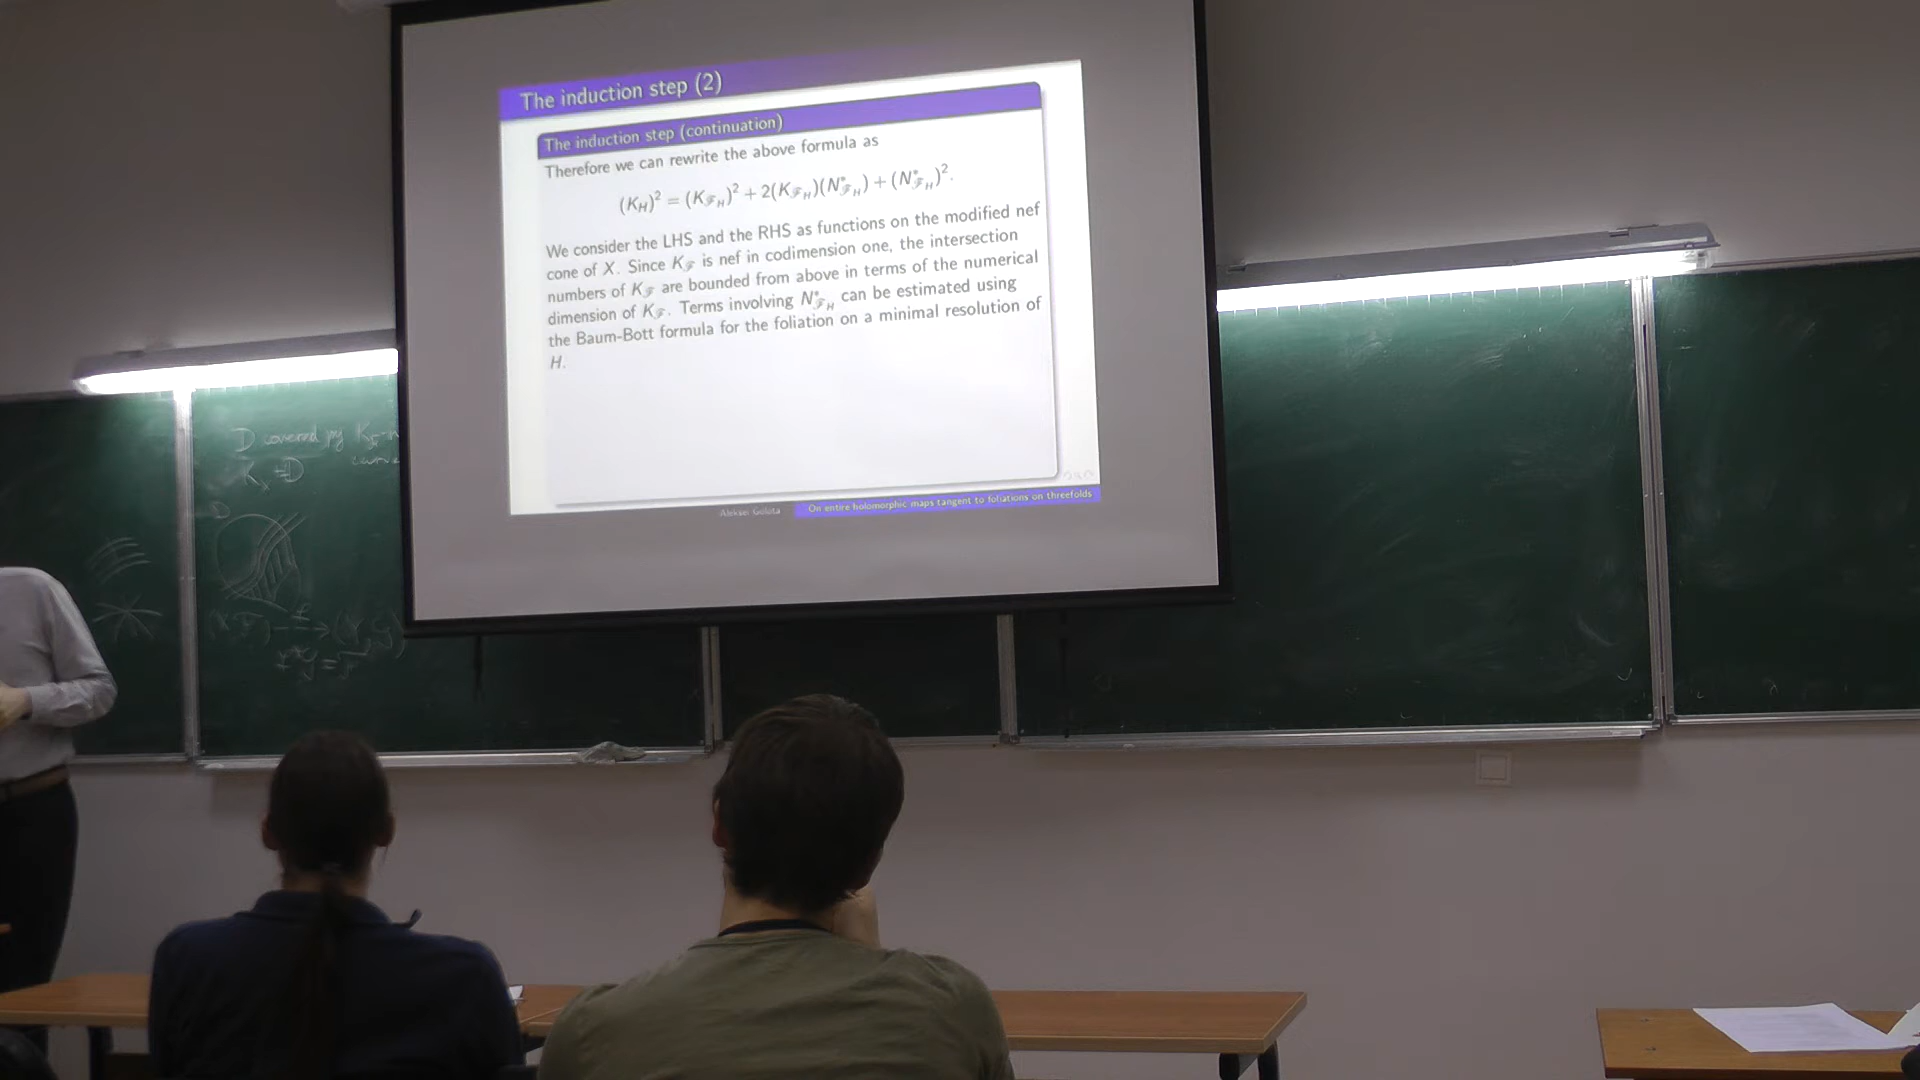 The induction step (2)
The induction step (continuation)
Therefore we can rewrite the above formula as
(K_H)² = (K_{ℱ_H})² + 2(K_{ℱ_H})(N*_{ℱ_H}) + (N*_{ℱ_H})².
We consider the LHS and the RHS as functions on the modified nef
cone of X. Since K_ℱ is nef in codimension one, the intersection
numbers of K_ℱ are bounded from above in terms of the numerical
dimension of K_ℱ. Terms involving N*_{ℱ_H} can be estimated using
the Baum-Bott formula for the foliation on a minimal resolution of
H.
Aleksei Golota
On entire holomorphic maps tangent to foliations on threefolds
D covered by
D